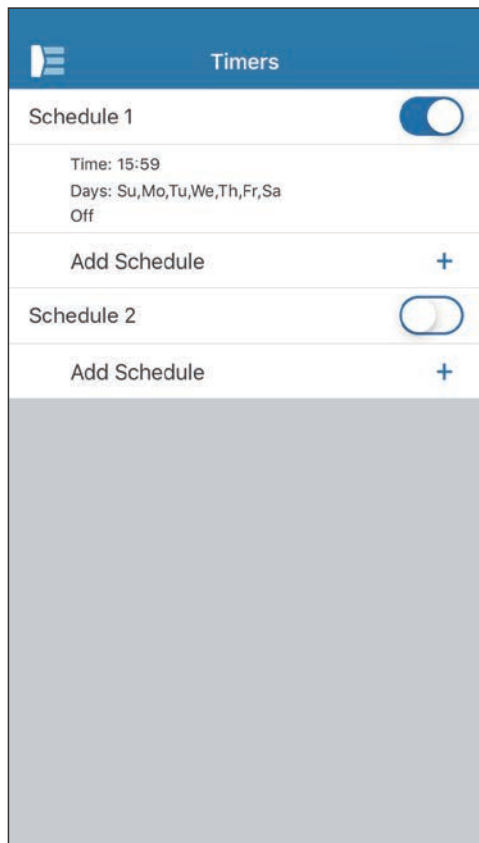 Timers
Schedule 1
Time: 15:59
Days: Su,Mo,Tu,We,Th,Fr,Sa
Off
Add Schedule +
Schedule 2
Add Schedule +